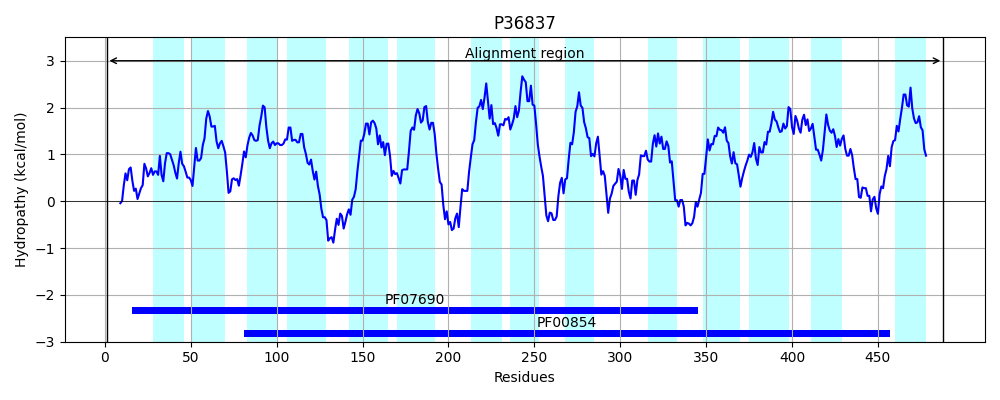 P36837
Alignment region
3
2
1
0
−1
−2
−3
Hydropathy (kcal/mol)
PF07690
PF00854
0 50 100 150 200 250 300 350 400 450
Residues